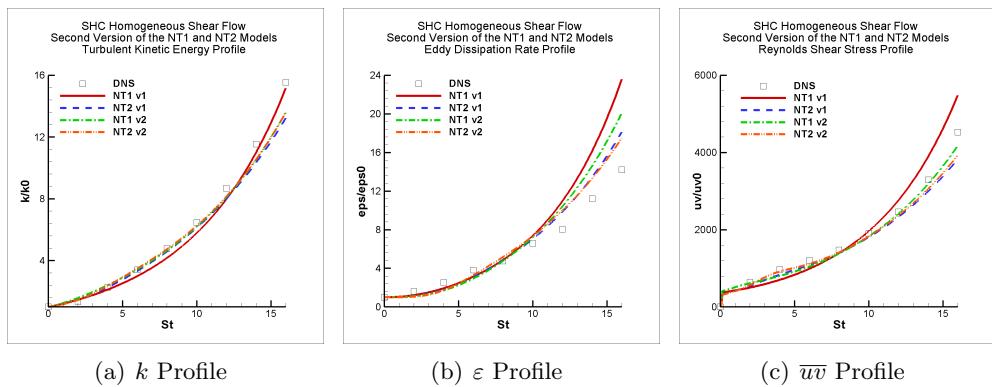 SHC Homogeneous Shear Flow
Second Version of the NT1 and NT2 Models
Turbulent Kinetic Energy Profile
16
12
8
4
k/k0
DNS
NT1 v1
NT2 v1
NT1 v2
NT2 v2
0
5
10
15
St
(a) k Profile
SHC Homogeneous Shear Flow
Second Version of the NT1 and NT2 Models
Eddy Dissipation Rate Profile
24
20
16
12
8
4
0
eps/eps0
DNS
NT1 v1
NT2 v1
NT1 v2
NT2 v2
0
5
10
15
St
(b) ε Profile
SHC Homogeneous Shear Flow
Second Version of the NT1 and NT2 Models
Reynolds Shear Stress Profile
6000
4000
2000
0
uv/uv0
DNS
NT1 v1
NT2 v1
NT1 v2
NT2 v2
0
5
10
15
St
(c) u̅v̅ Profile